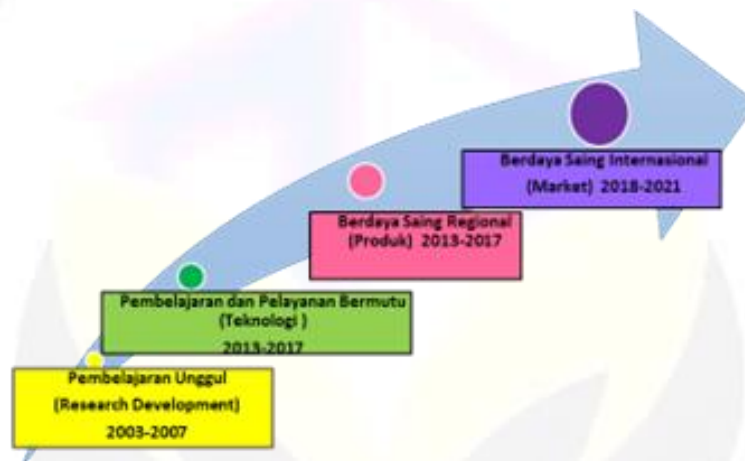 Berdaya Saing Internasional
(Market) 2018-2021
Berdaya Saing Regional
(Produk) 2013-2017
Pembelajaran dan Pelayanan Bermutu
(Teknologi )
2013-2017
Pembelajaran Unggul
(Research Development)
2003-2007